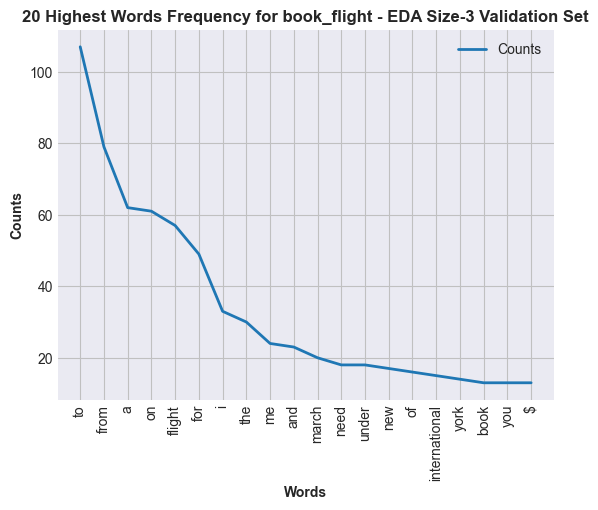 20 Highest Words Frequency for book_flight - EDA Size-3 Validation Set
Counts
100
80
60
40
20
Counts
to
from
a
on
flight
for
i
the
me
and
march
need
under
new
of
international
york
book
you
$
Words